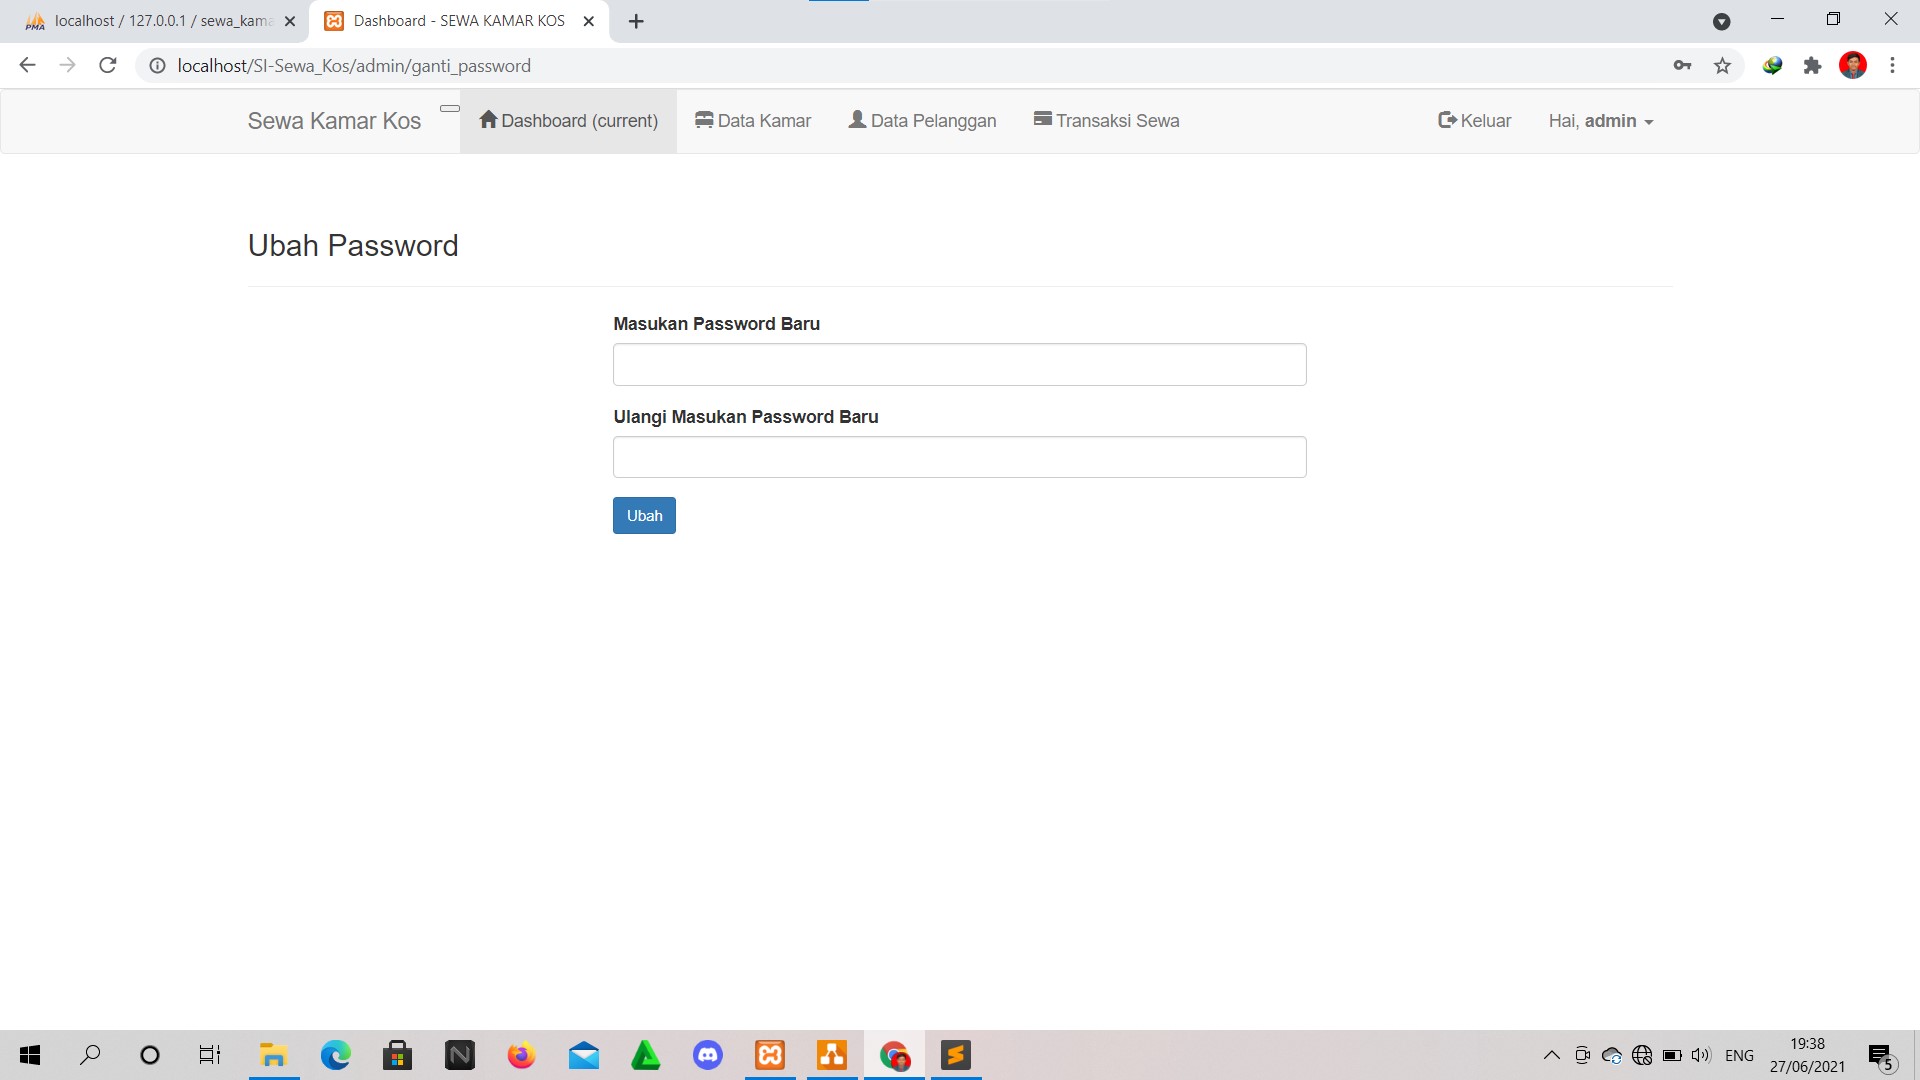 localhost / 127.0.0.1 / sewa_kama
Dashboard - SEWA KAMAR KOS
localhost/SI-Sewa_Kos/admin/ganti_password
Sewa Kamar Kos
Dashboard (current)
Data Kamar
Data Pelanggan
Transaksi Sewa
Keluar
Hai, admin
Ubah Password
Masukan Password Baru
Ulangi Masukan Password Baru
Ubah
ENG
19:38
27/06/2021
5